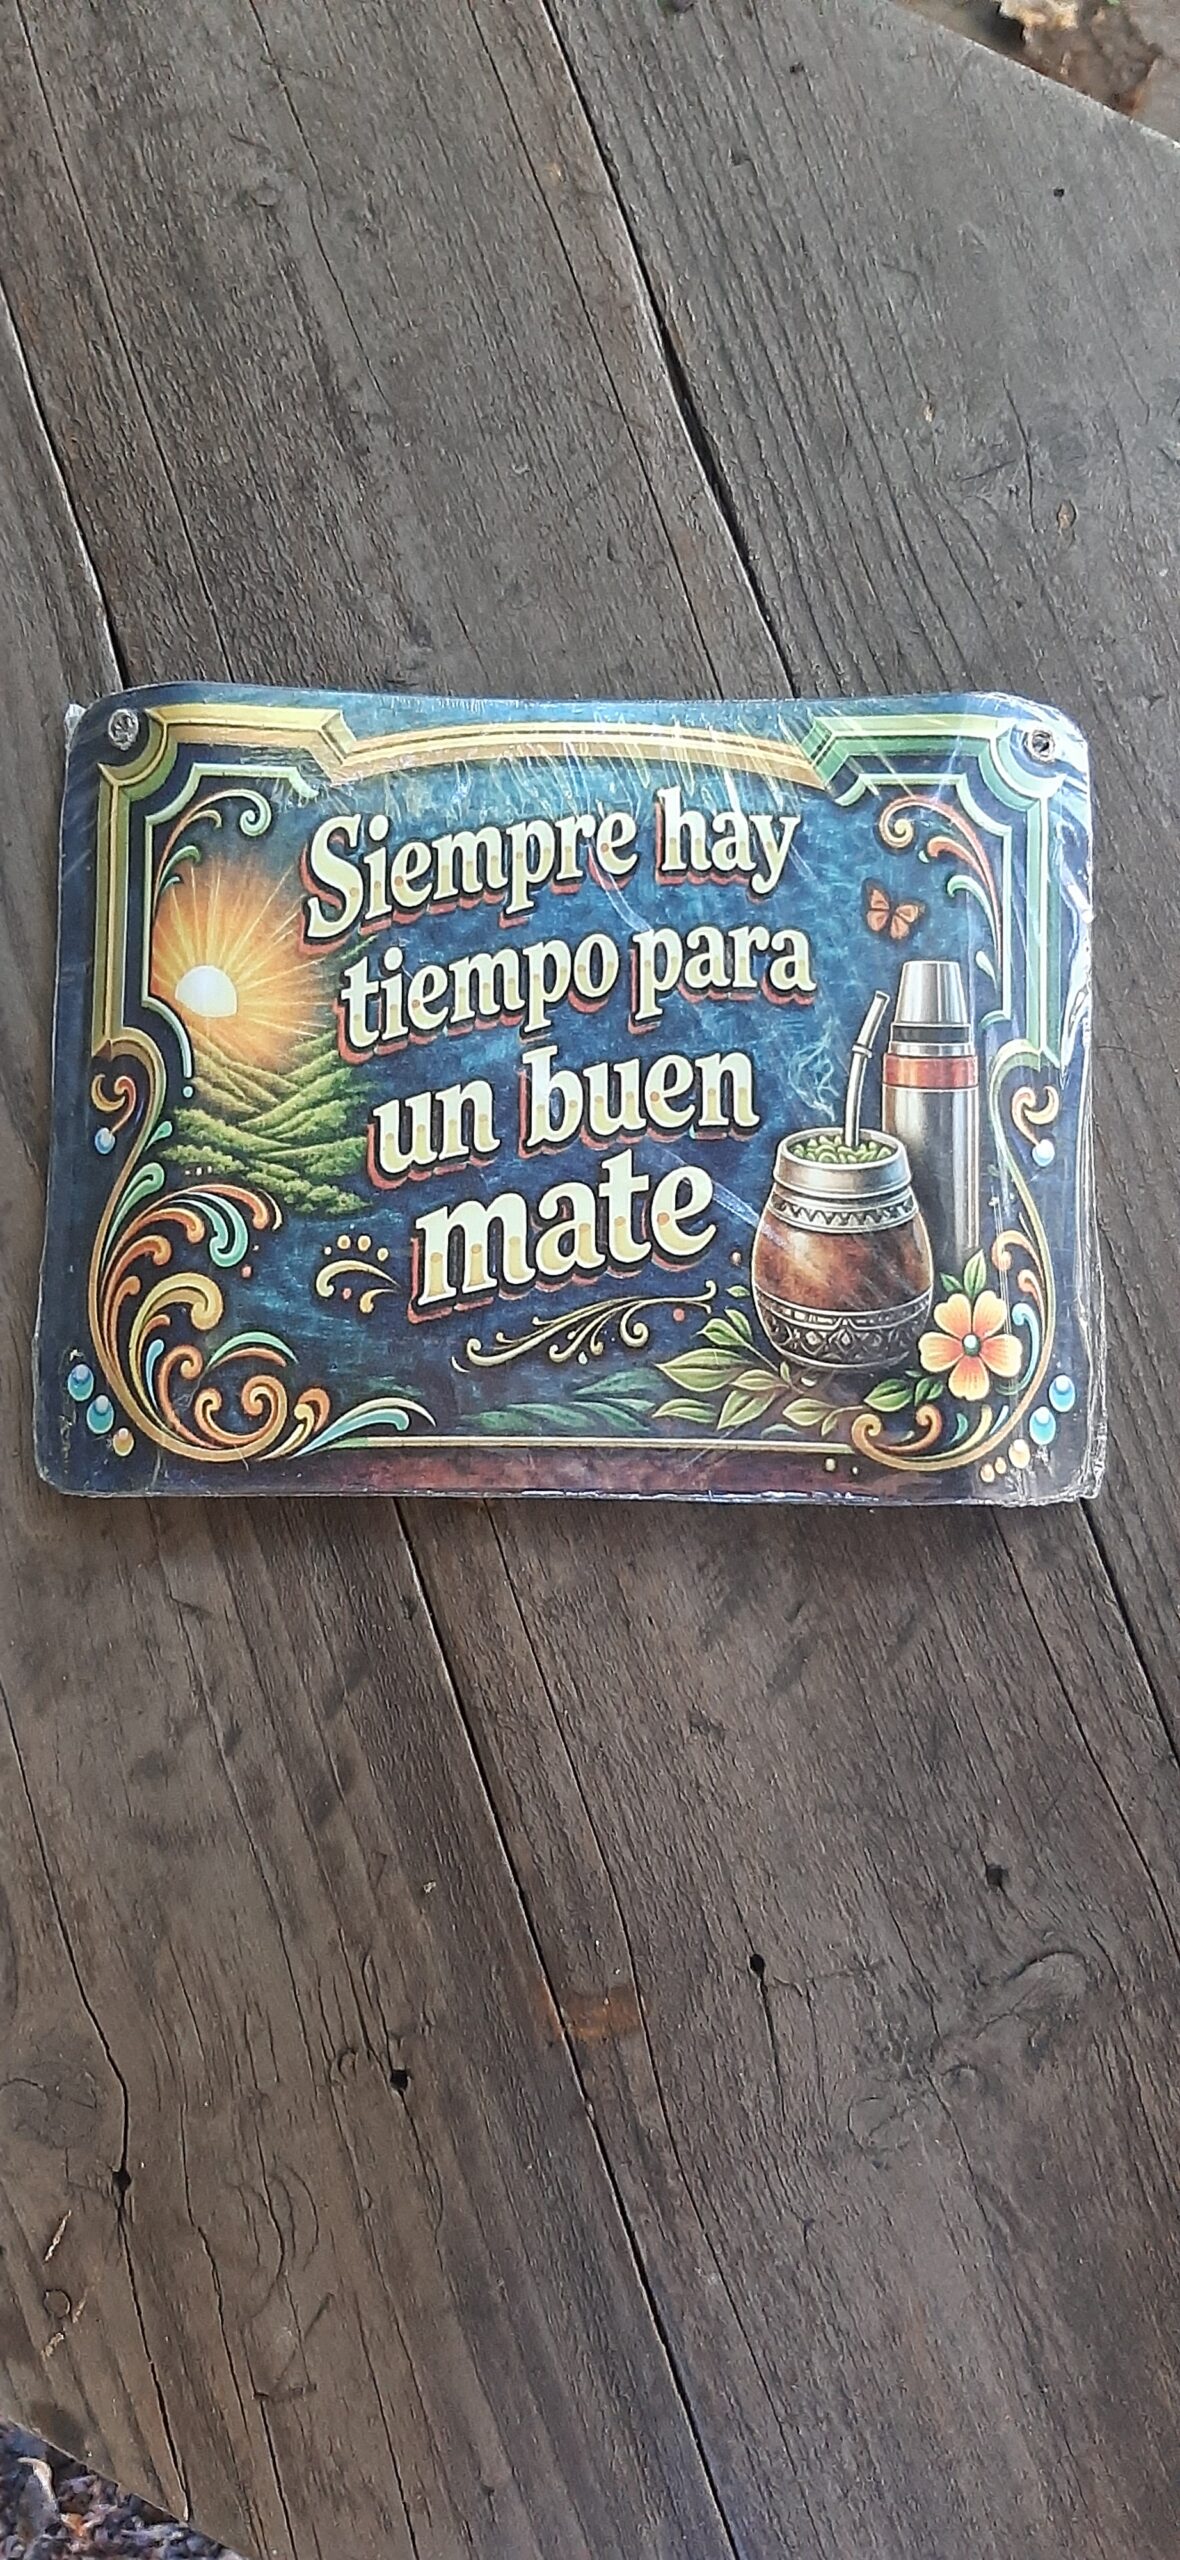 Siempre hay
tiempo para
un buen
mate